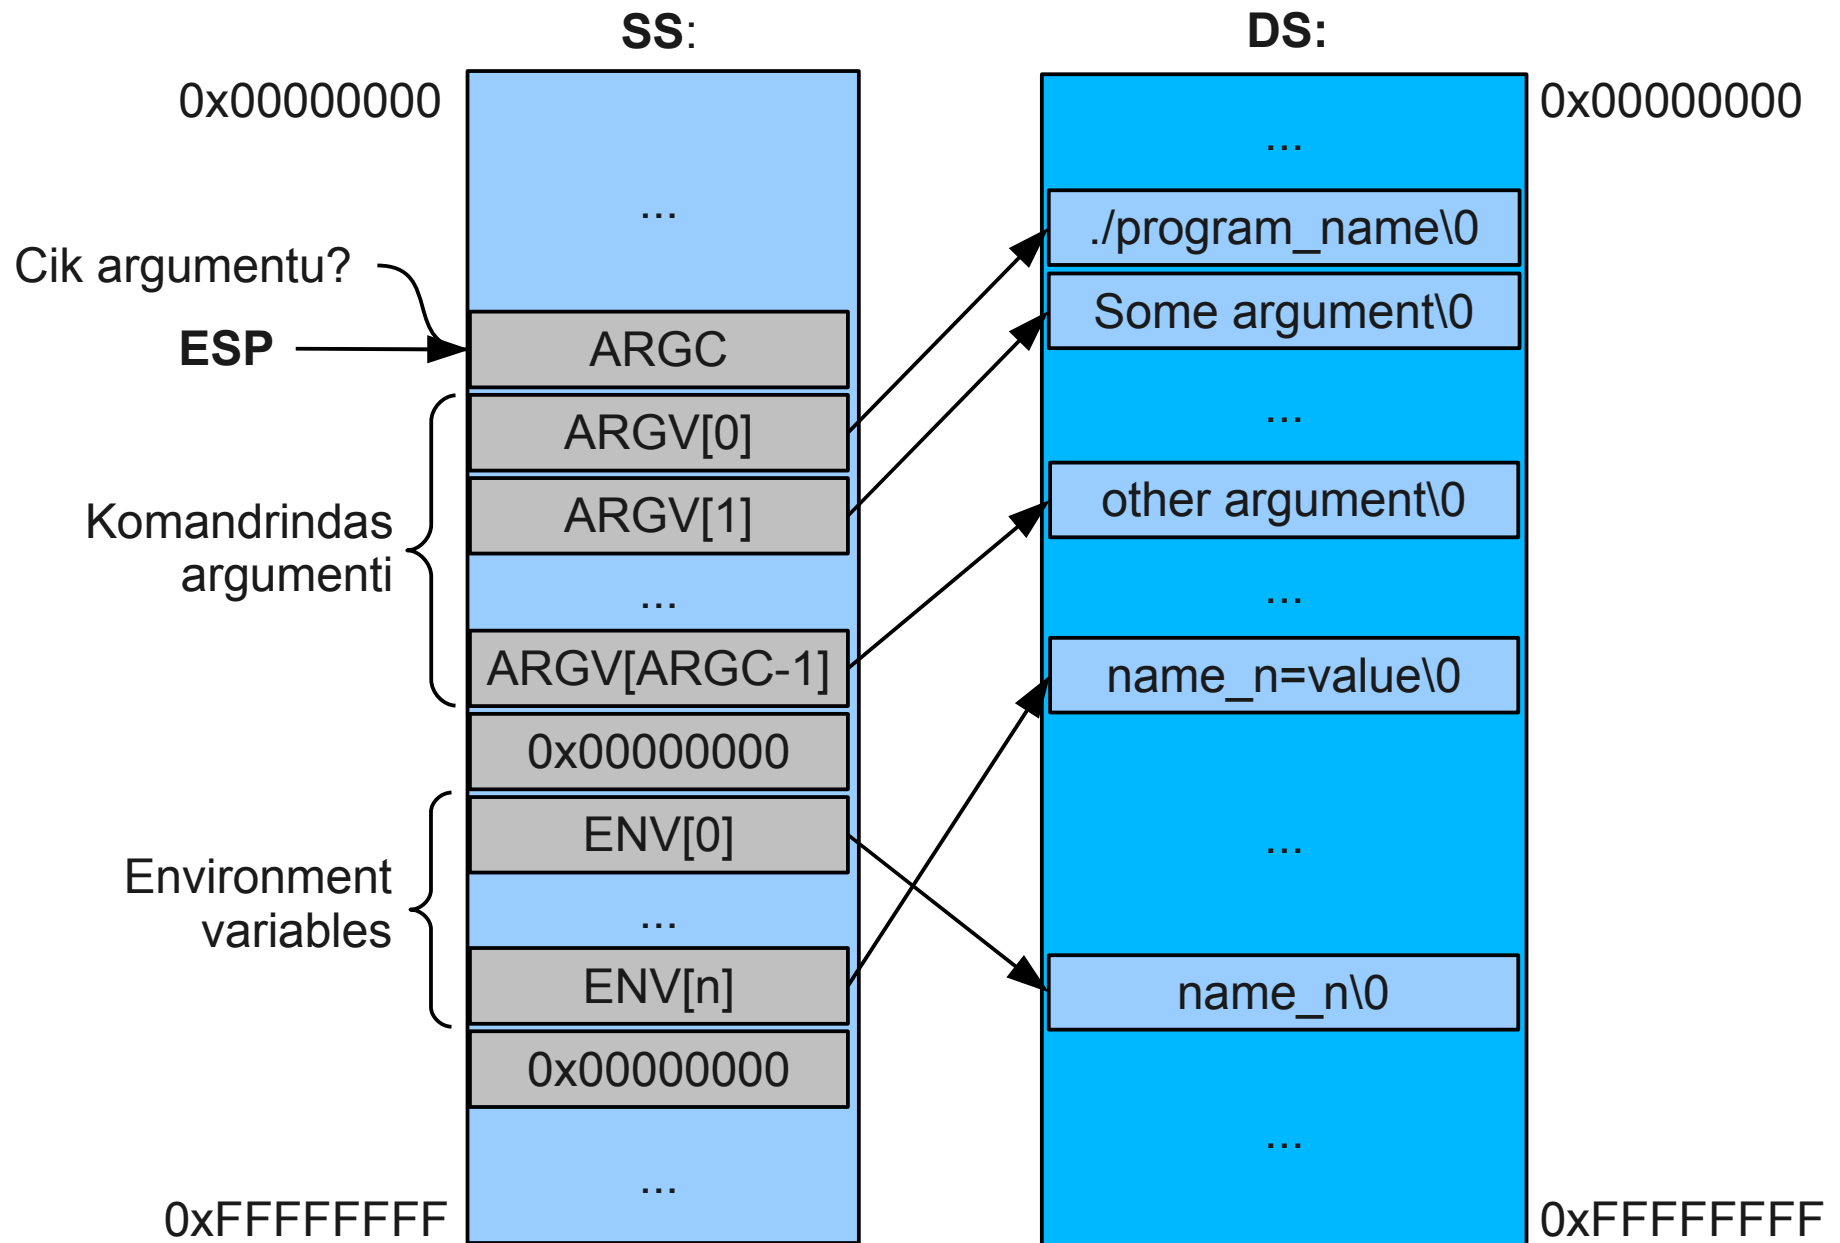 SS:
DS:
0x00000000
0x00000000
...
...
./program_name\0
Cik argumentu?
Some argument\0
ESP
ARGC
ARGV[0]
...
Komandrindas
argumenti
ARGV[1]
other argument\0
...
...
ARGV[ARGC-1]
name_n=value\0
0x00000000
ENV[0]
...
Environment
variables
...
ENV[n]
name_n\0
0x00000000
...
...
0xFFFFFFFF
0xFFFFFFFF